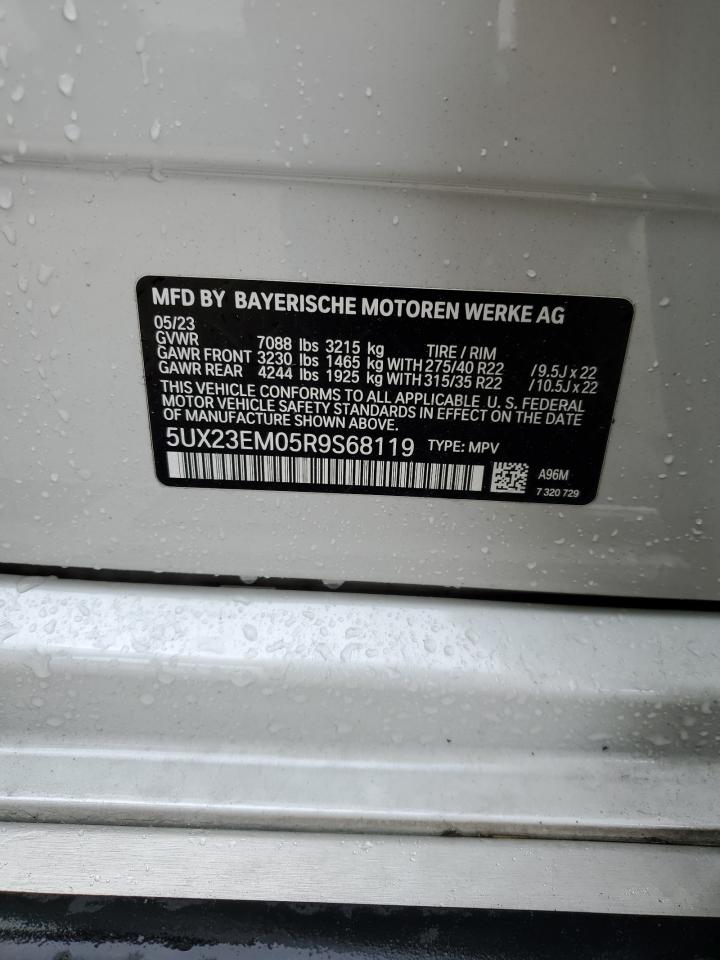 MFD BY BAYERISCHE MOTOREN WERKE AG
05/23
GVWR 7088 lbs 3215 kg TIRE / RIM
GAWR FRONT 3230 lbs 1465 kg WITH 275/40 R22 / 9.5J x 22
GAWR REAR 4244 lbs 1925 kg WITH 315/35 R22 / 10.5J x 22
THIS VEHICLE CONFORMS TO ALL APPLICABLE, U. S. FEDERAL
MOTOR VEHICLE SAFETY STANDARDS IN EFFECT ON THE DATE
OF MANUFACTURE SHOWN ABOVE.
5UX23EM05R9S68119 TYPE: MPV
A96M
7 320 729